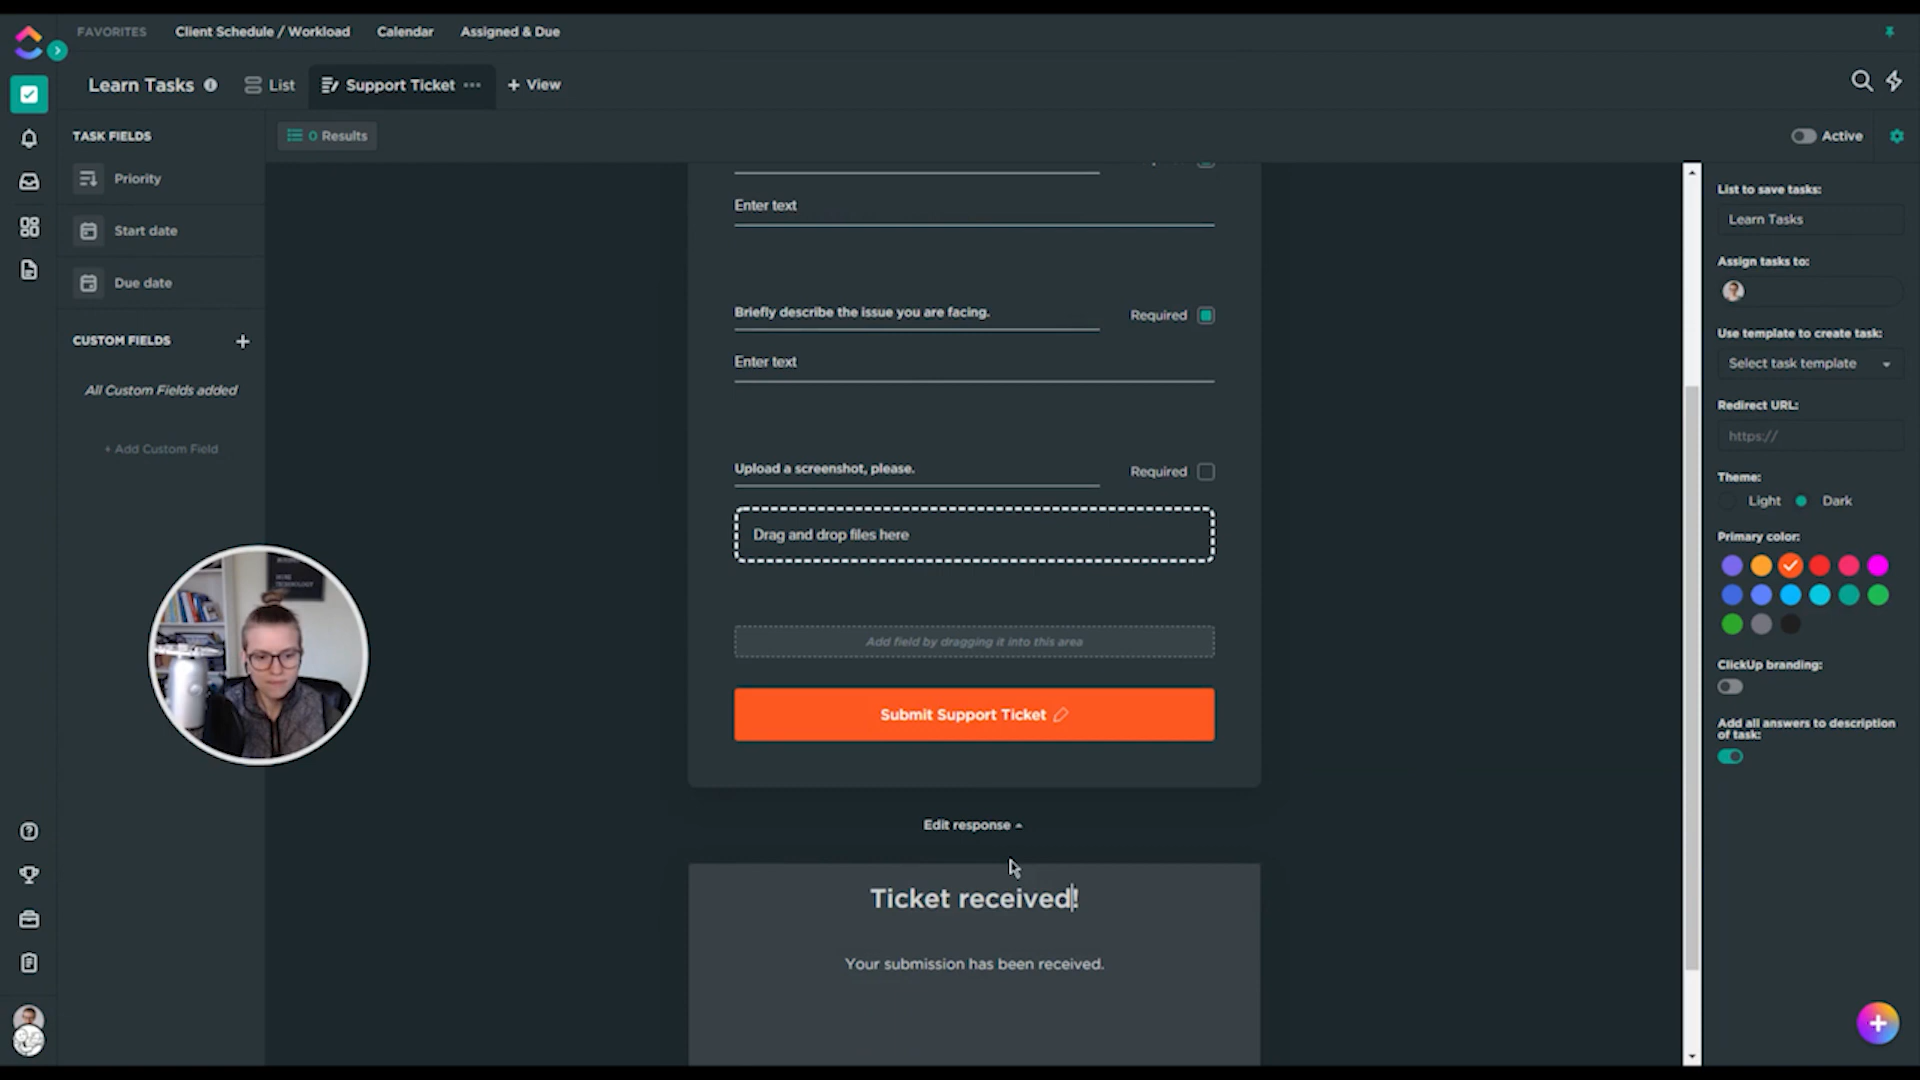 FAVORITES Client Schedule / Workload Calendar Assigned & Due
Learn Tasks List Support Ticket ··· + View
TASK FIELDS
0 Results
Active
Priority
Start date
Due date
CUSTOM FIELDS +
All Custom Fields added
+ Add Custom Field
Enter text
Briefly describe the issue you are facing. Required
Enter text
Upload a screenshot, please. Required
Drag and drop files here
Add field by dragging it into this area
Submit Support Ticket
Edit response
Ticket received!
Your submission has been received.
List to save tasks:
Learn Tasks
Assign tasks to:
Use template to create task:
Select task template
Redirect URL:
https://
Theme:
Light Dark
Primary color:
ClickUp branding:
Add all answers to description
of task: